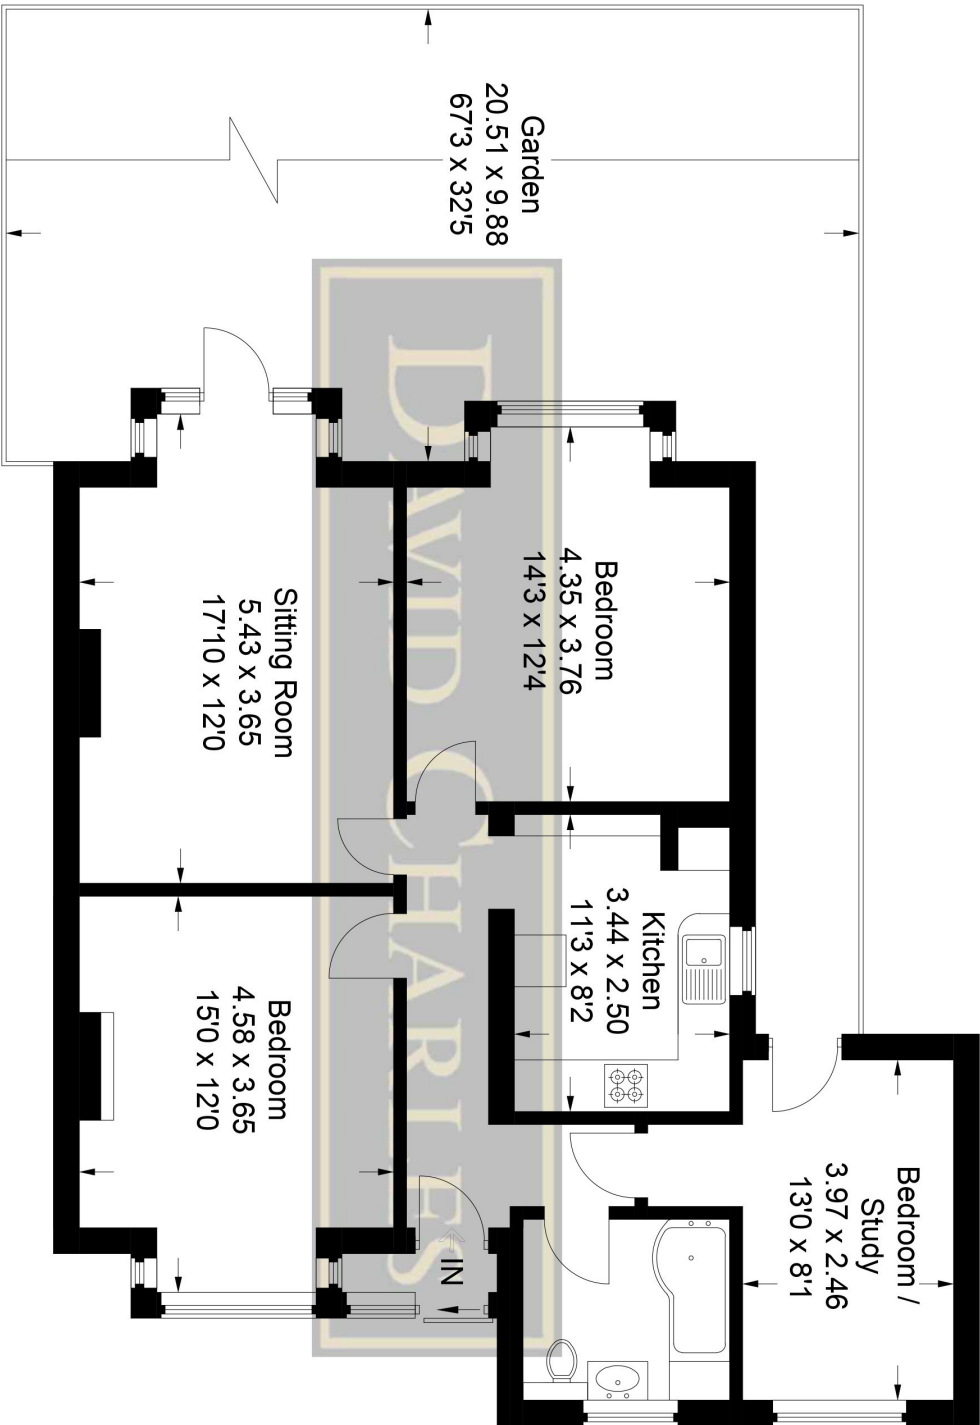 Garden
20.51 x 9.88
67'3 x 32'5
Bedroom
4.35 x 3.76
14'3 x 12'4
Sitting Room
5.43 x 3.65
17'10 x 12'0
Kitchen
3.44 x 2.50
11'3 x 8'2
Bedroom
4.58 x 3.65
15'0 x 12'0
Bedroom /
Study
3.97 x 2.46
13'0 x 8'1
IN
DAVID CHARLES